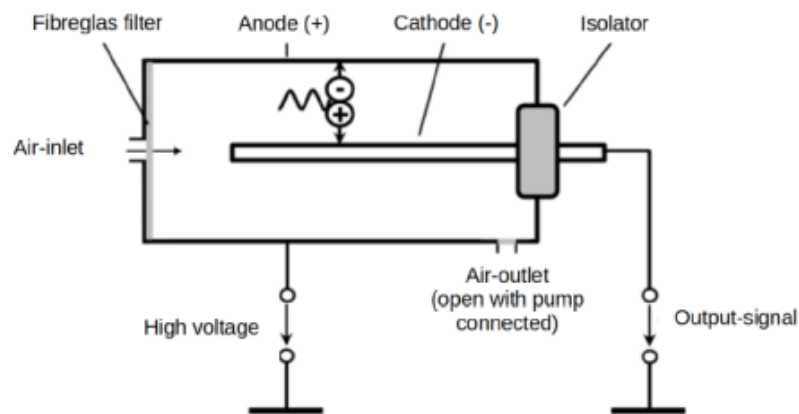 Fibreglas filter
Anode (+)
Cathode (-)
Isolator
-
+
Air-inlet
Air-outlet
(open with pump
connected)
High voltage
Output-signal